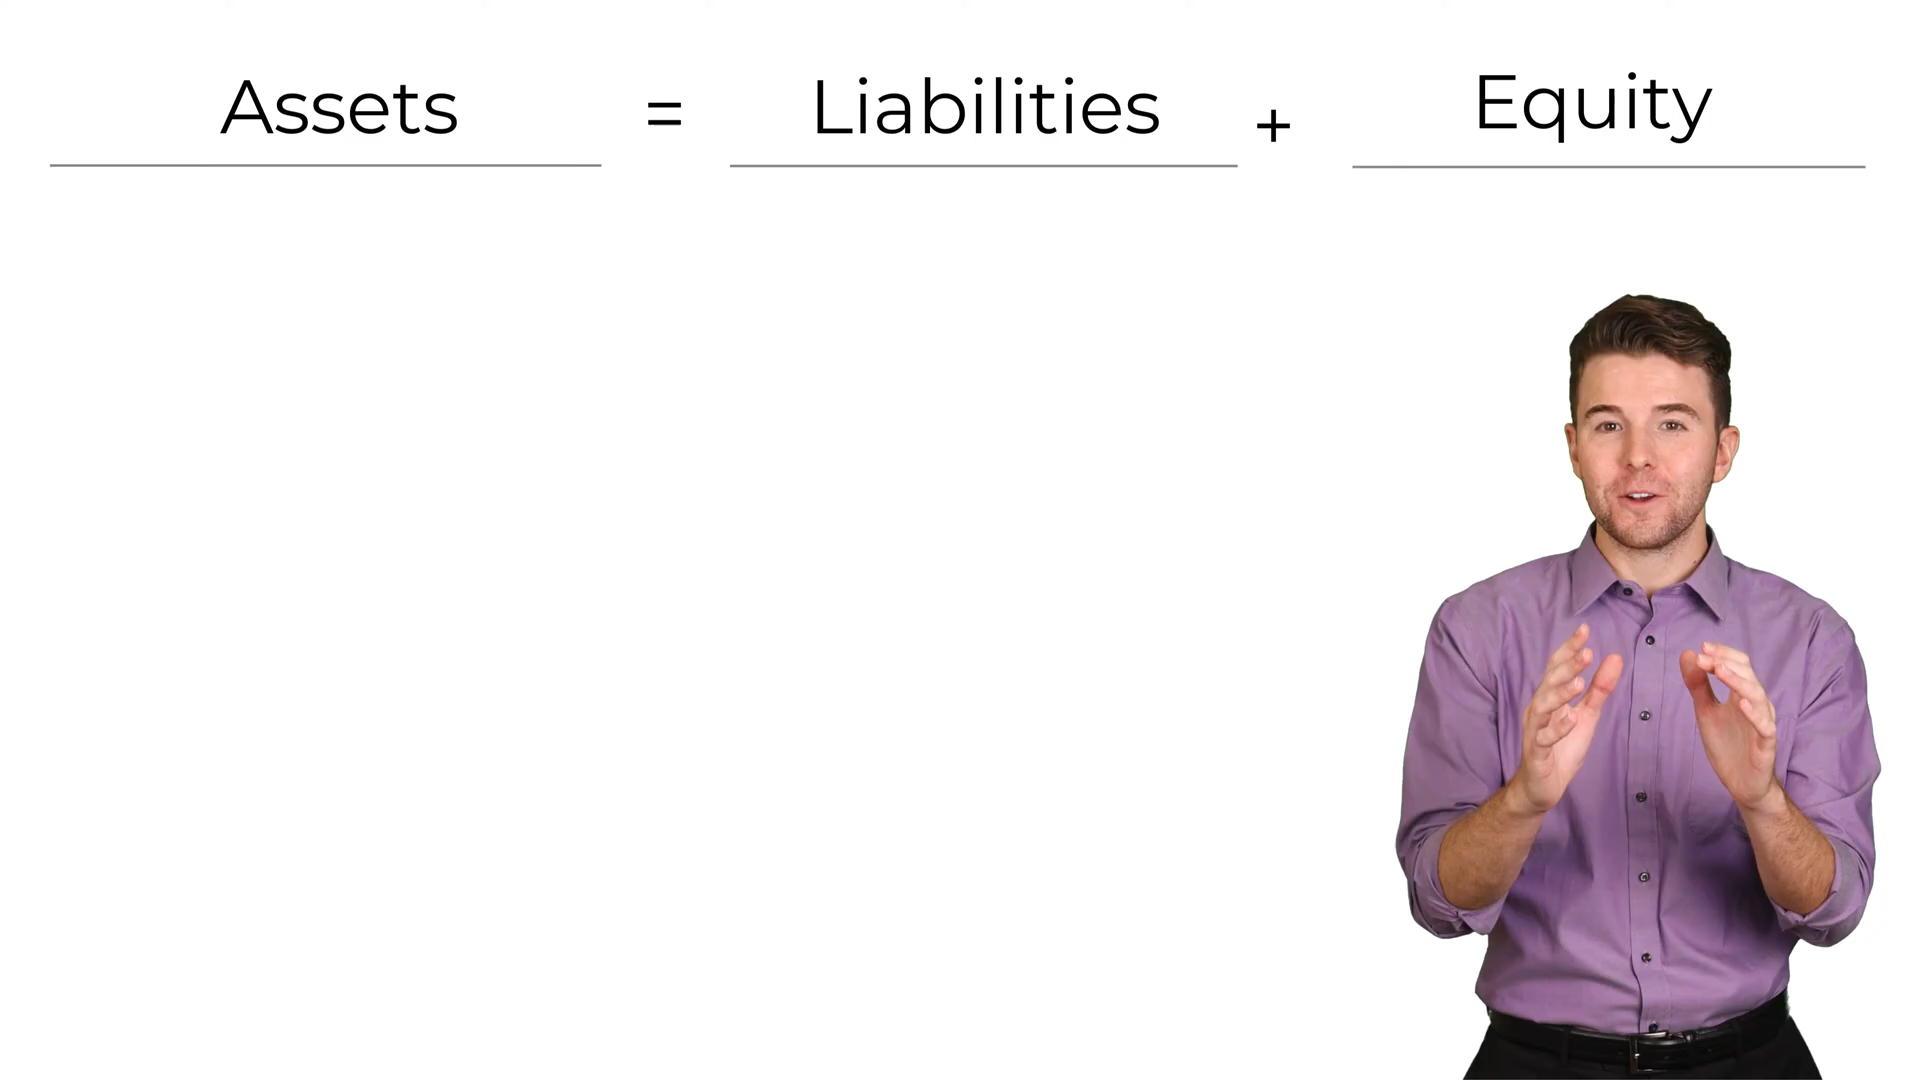 Assets = Liabilities + Equity